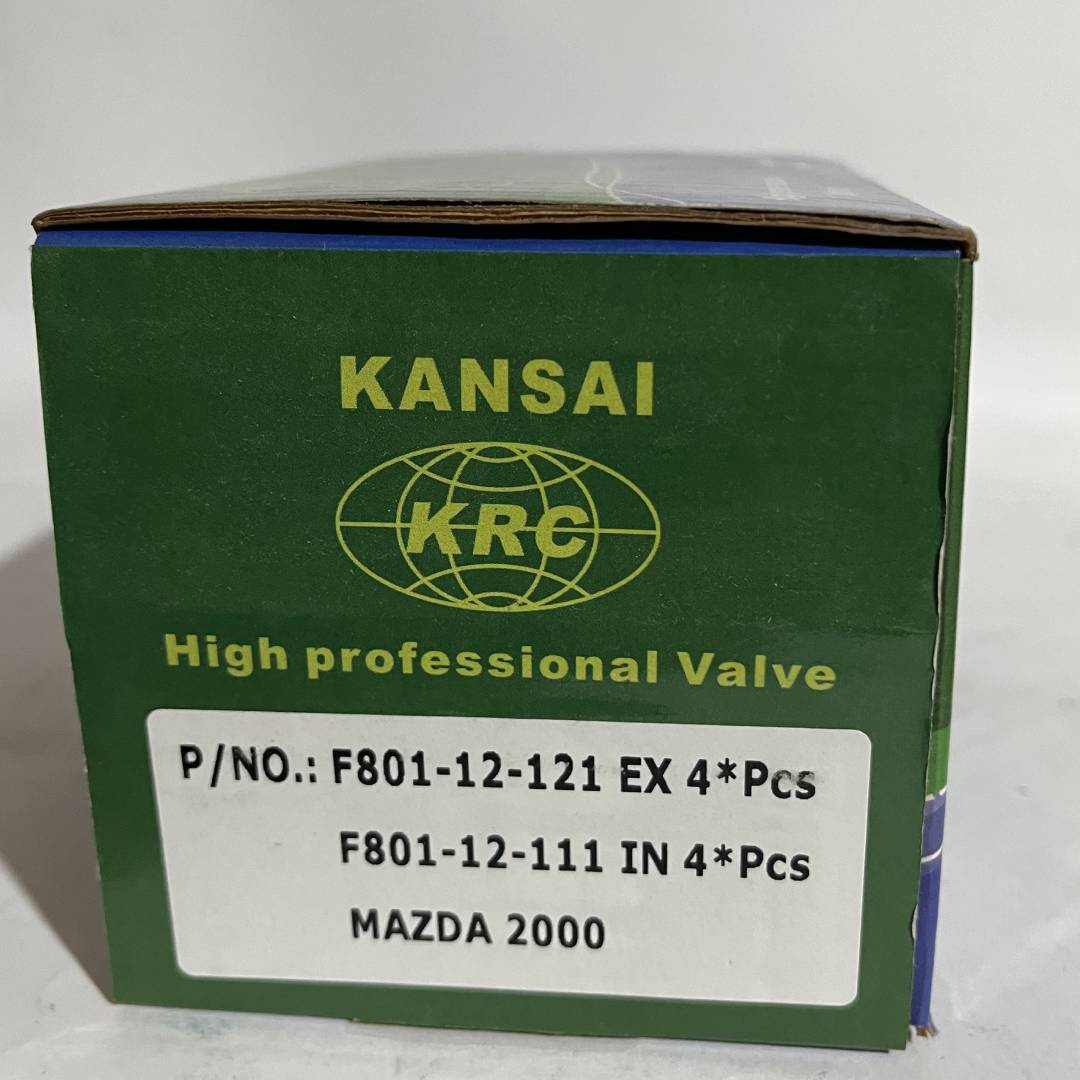 KANSAI
KRC
High professional Valve
P/NO.: F801-12-121 EX 4*Pcs
F801-12-111 IN 4*Pcs
MAZDA 2000